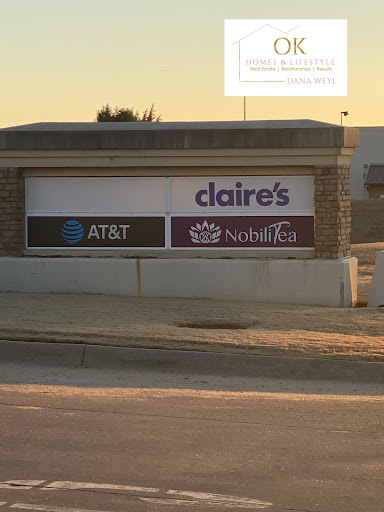 OK
HOMES & LIFESTYLE
Real Estate | Relationships | Results
DANA WEYL
claire's
AT&T
NobiliTea